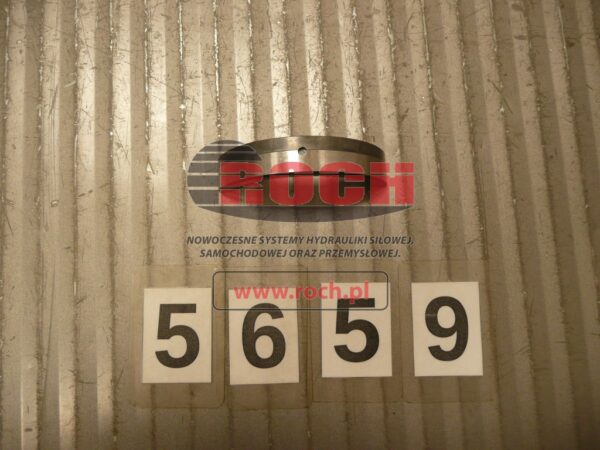 ROCH
NOWOCZESNE SYSTEMY HYDRAULIKI SIŁOWEJ,
SAMOCHODOWEJ ORAZ PRZEMYSŁOWEJ.
www.roch.pl
5 6 5 9